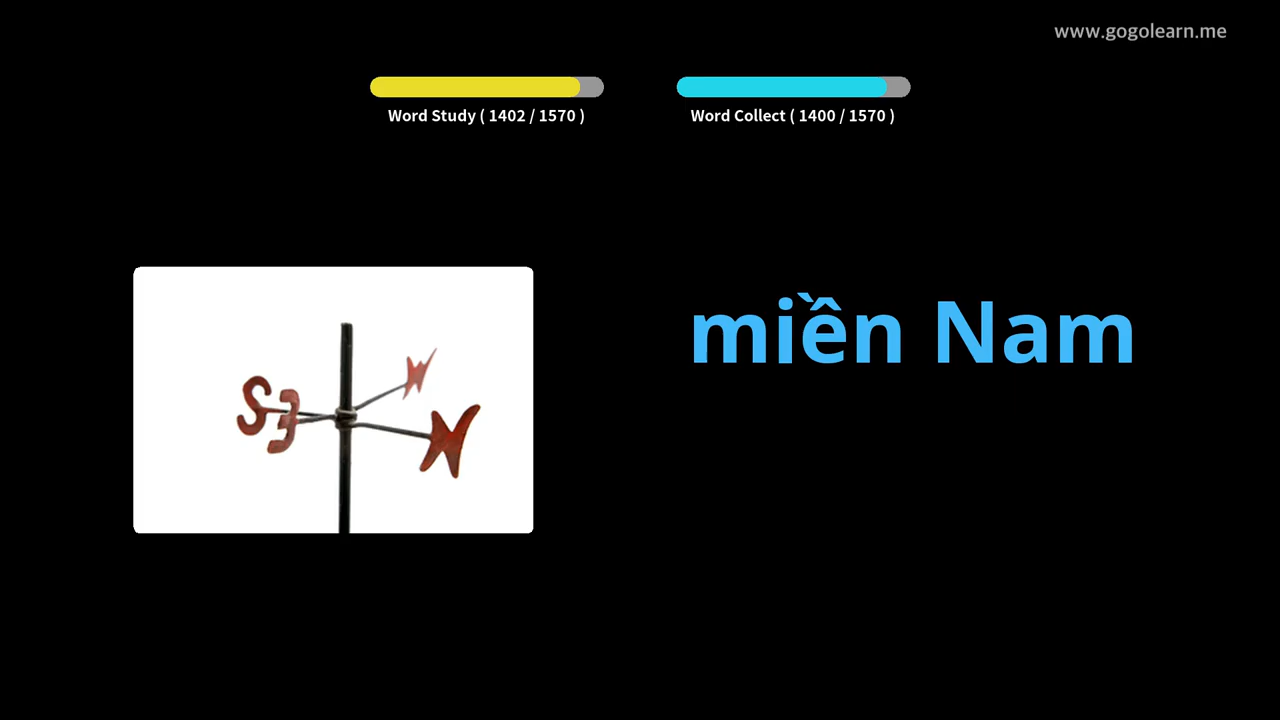 www.gogolearn.me
Word Study ( 1402 / 1570 )
Word Collect ( 1400 / 1570 )
miền Nam
S E N N